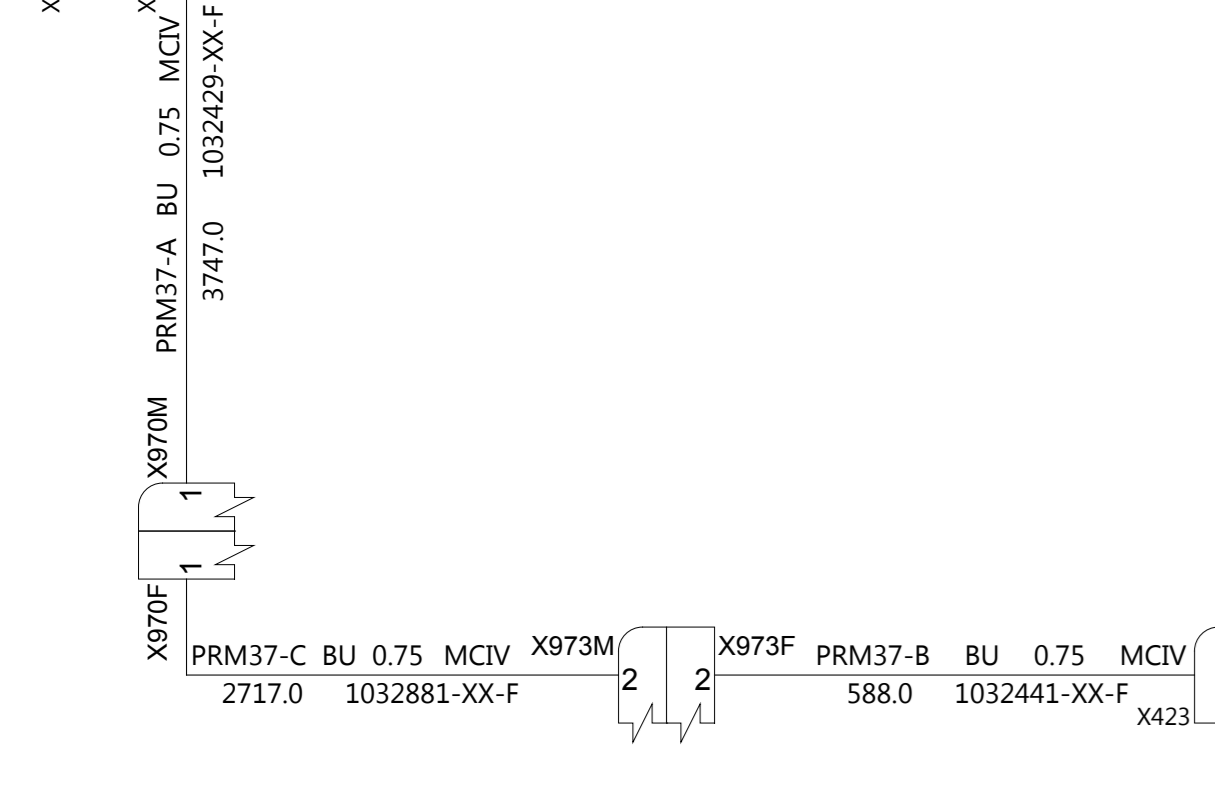 X
X
PRM37-A BU 0.75 MCIV
3747.0 1032429-XX-F
X970M
1
1
X970F
PRM37-C BU 0.75 MCIV
2717.0 1032881-XX-F
X973M
2
2
X973F
PRM37-B BU 0.75 MCIV
588.0 1032441-XX-F
X423